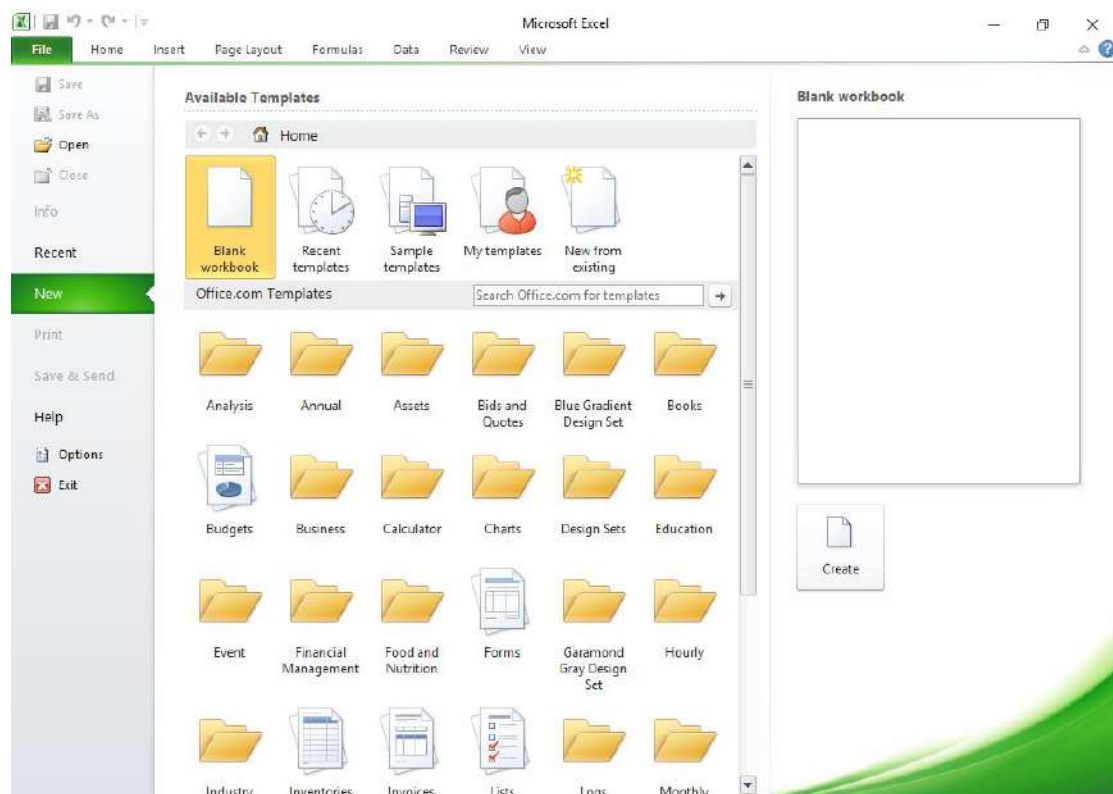 Microsoft Excel
File Home Insert Page Layout Formulas Data Review View
Save
Save As
Open
Close
Info
Recent
New
Print
Save & Send
Help
Options
Exit
Available Templates
Home
Blank workbook
Recent templates
Sample templates
My templates
New from existing
Office.com Templates
Search Office.com for templates
Analysis
Annual
Assets
Bids and Quotes
Blue Gradient Design Set
Books
Budgets
Business
Calculator
Charts
Design Sets
Education
Event
Financial Management
Food and Nutrition
Forms
Garamond Gray Design Set
Hourly
Industry
Inventories
Invoices
Lists
Logs
Monthly
Blank workbook
Create